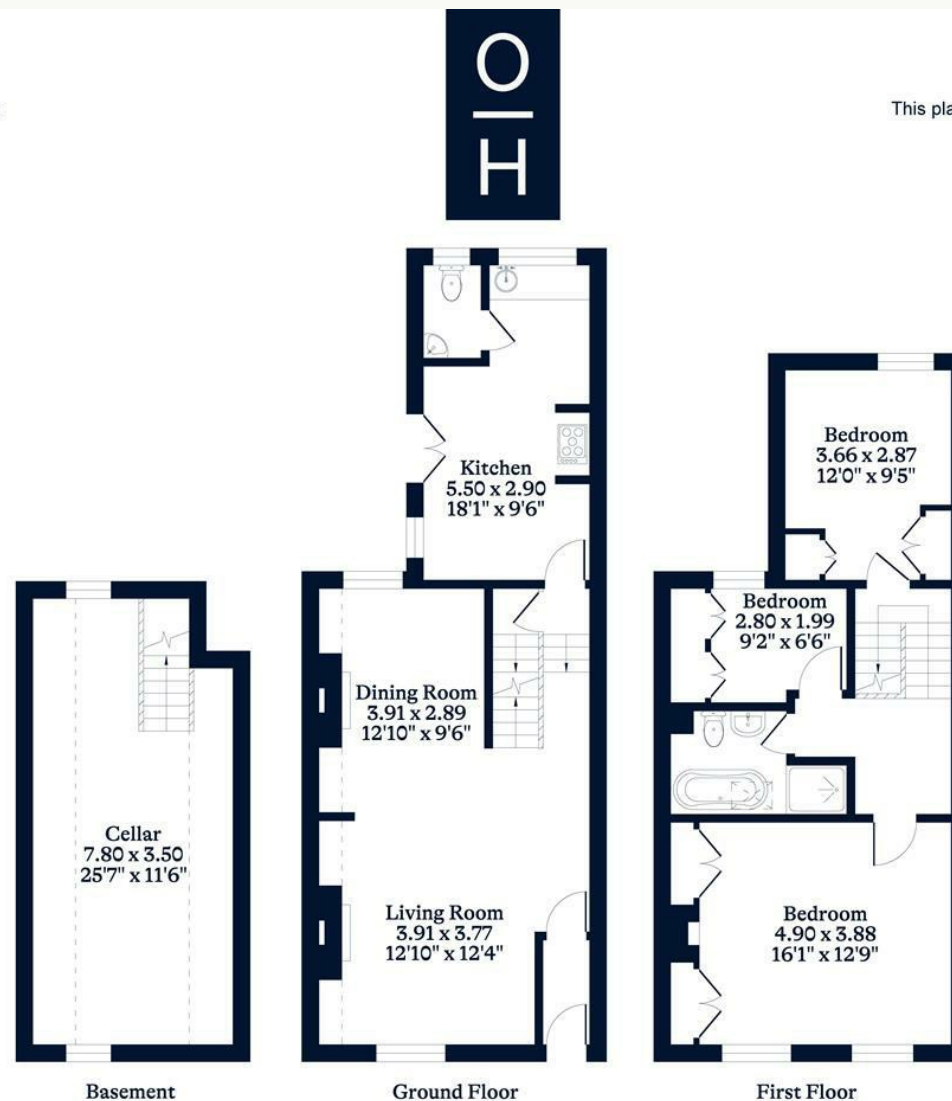 O
H
This pla
Kitchen
5.50 x 2.90
18'1" x 9'6"
Bedroom
3.66 x 2.87
12'0" x 9'5"
Bedroom
2.80 x 1.99
9'2" x 6'6"
Dining Room
3.91 x 2.89
12'10" x 9'6"
Cellar
7.80 x 3.50
25'7" x 11'6"
Living Room
3.91 x 3.77
12'10" x 12'4"
Bedroom
4.90 x 3.88
16'1" x 12'9"
Basement
Ground Floor
First Floor